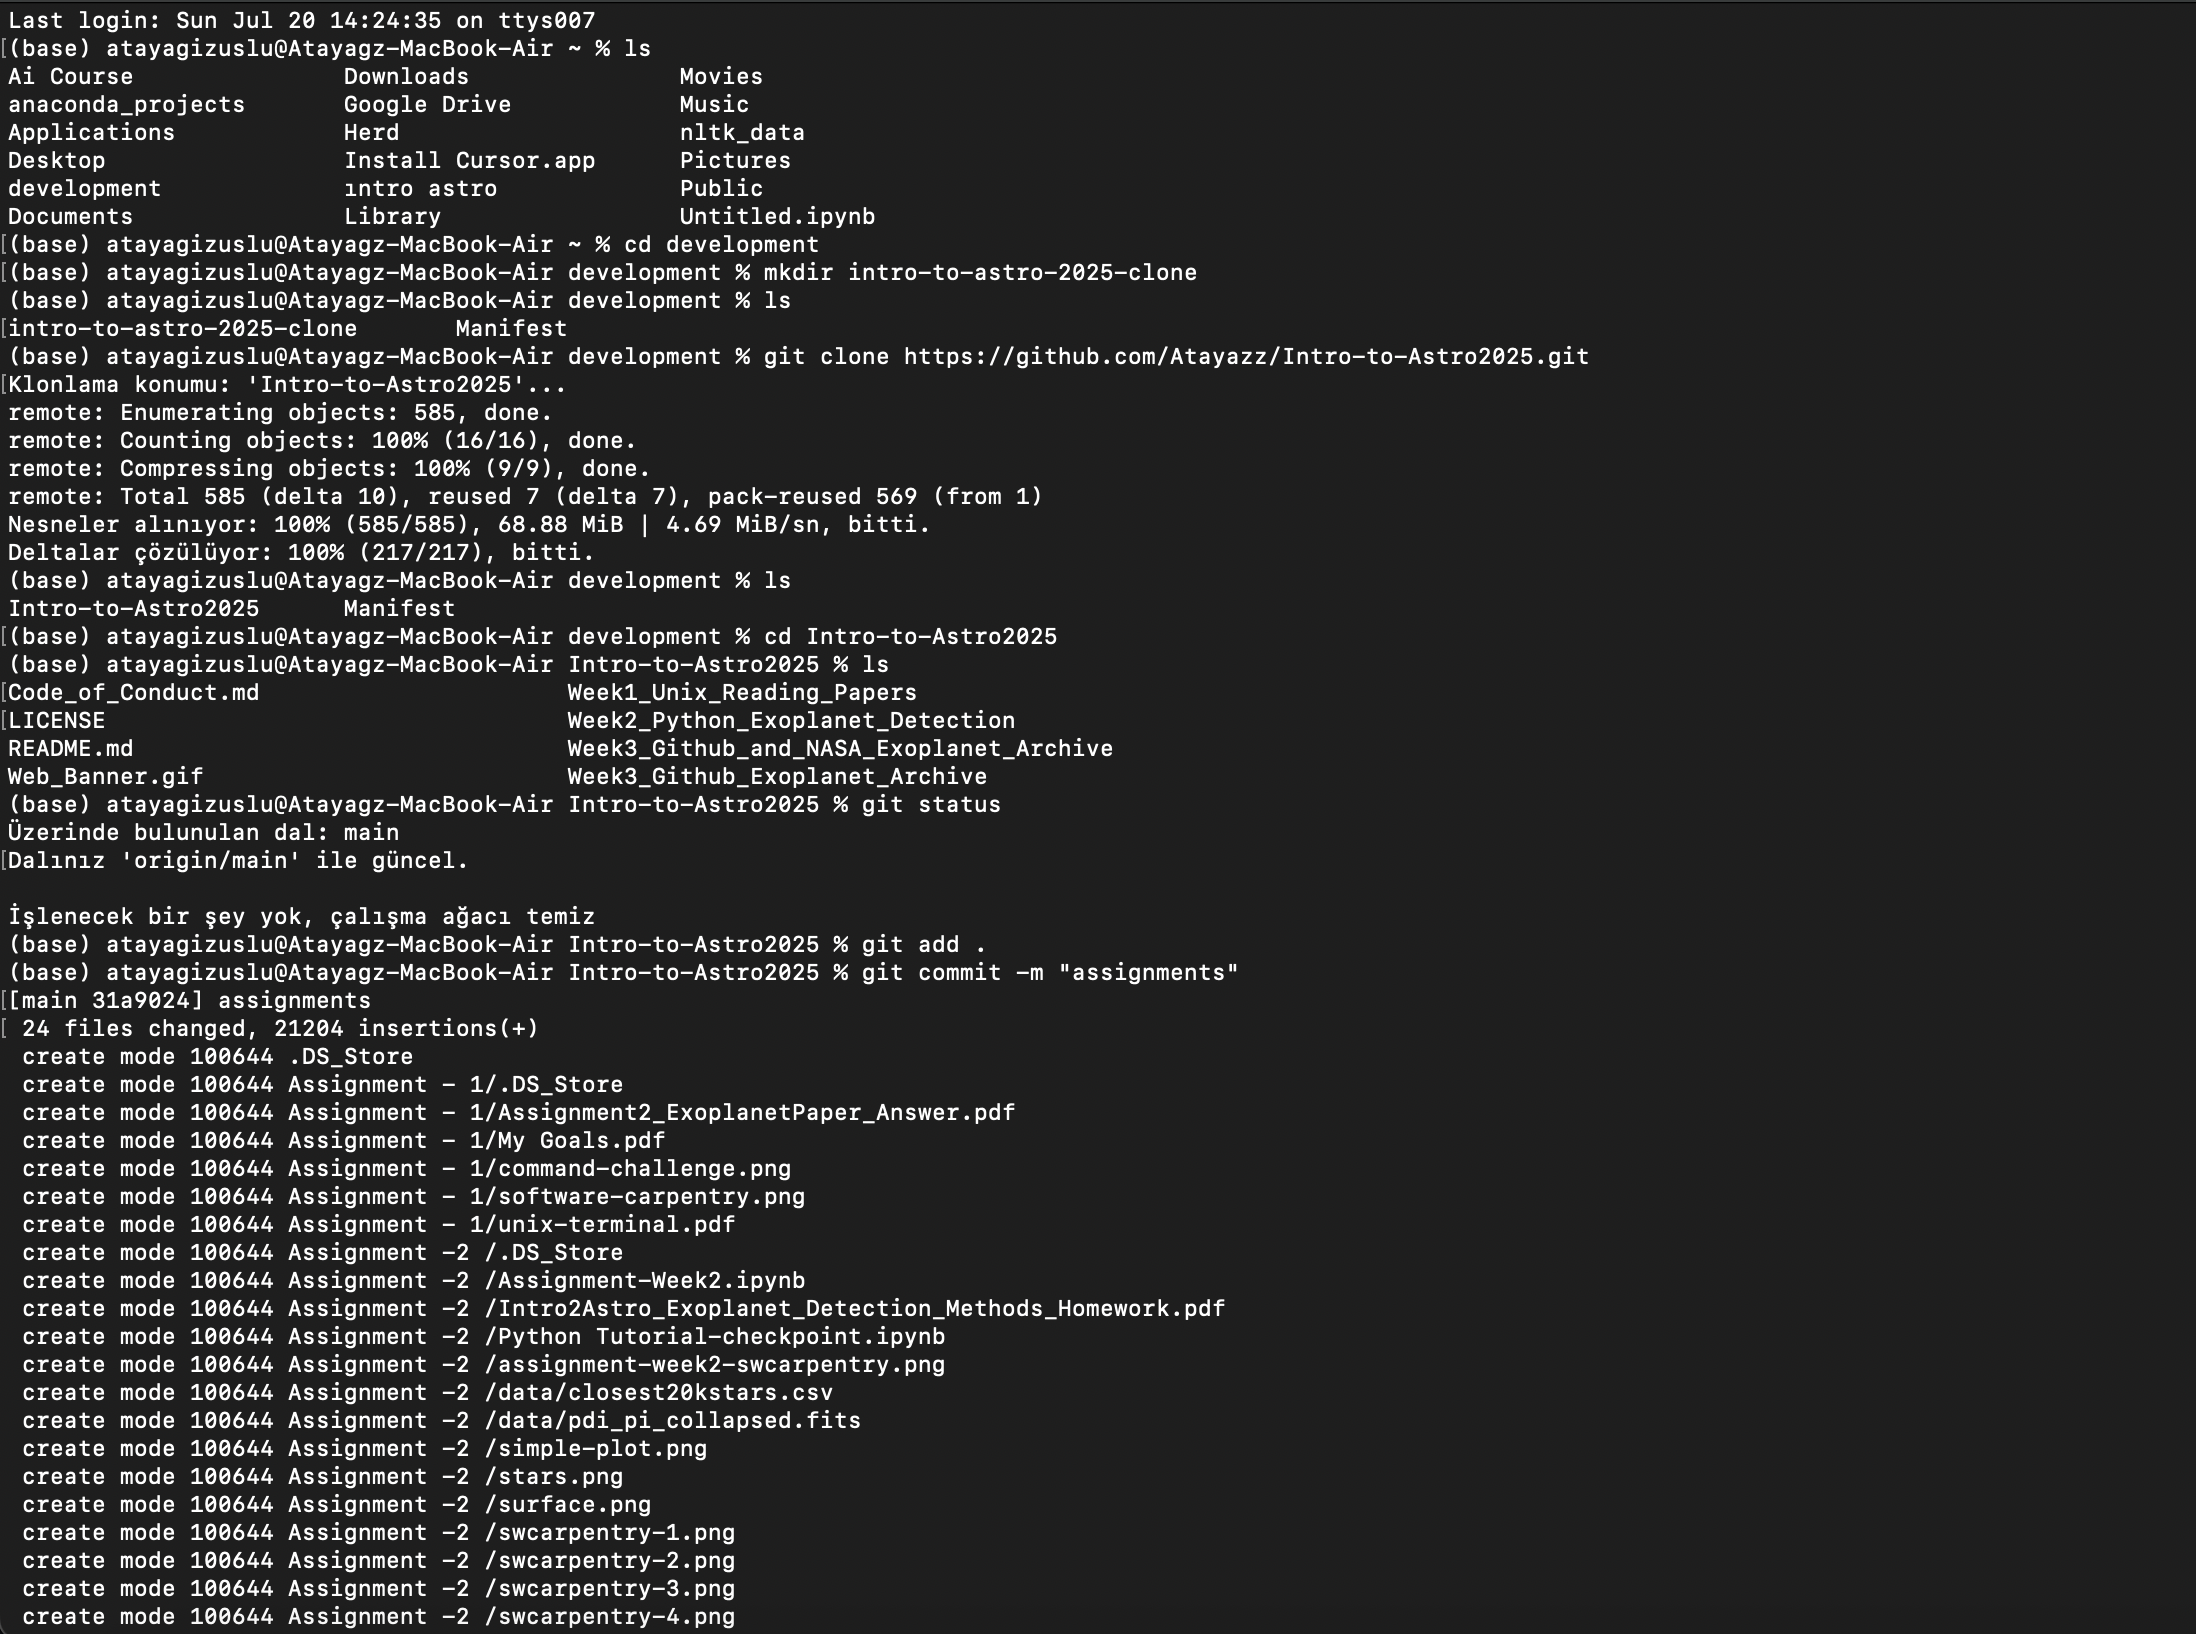 Last login: Sun Jul 20 14:24:35 on ttys007
[(base) atayagizuslu@Atayagz-MacBook-Air ~ % ls
Ai Course Downloads Movies
anaconda_projects Google Drive Music
Applications Herd nltk_data
Desktop Install Cursor.app Pictures
development ıntro astro Public
Documents Library Untitled.ipynb
[(base) atayagizuslu@Atayagz-MacBook-Air ~ % cd development
[(base) atayagizuslu@Atayagz-MacBook-Air development % mkdir intro-to-astro-2025-clone
(base) atayagizuslu@Atayagz-MacBook-Air development % ls
[intro-to-astro-2025-clone Manifest
(base) atayagizuslu@Atayagz-MacBook-Air development % git clone https://github.com/Atayazz/Intro-to-Astro2025.git
[Klonlama konumu: 'Intro-to-Astro2025'...
remote: Enumerating objects: 585, done.
remote: Counting objects: 100% (16/16), done.
remote: Compressing objects: 100% (9/9), done.
remote: Total 585 (delta 10), reused 7 (delta 7), pack-reused 569 (from 1)
Nesneler alınıyor: 100% (585/585), 68.88 MiB | 4.69 MiB/sn, bitti.
Deltalar çözülüyor: 100% (217/217), bitti.
(base) atayagizuslu@Atayagz-MacBook-Air development % ls
Intro-to-Astro2025 Manifest
[(base) atayagizuslu@Atayagz-MacBook-Air development % cd Intro-to-Astro2025
(base) atayagizuslu@Atayagz-MacBook-Air Intro-to-Astro2025 % ls
[Code_of_Conduct.md Week1_Unix_Reading_Papers
[LICENSE Week2_Python_Exoplanet_Detection
README.md Week3_Github_and_NASA_Exoplanet_Archive
Web_Banner.gif Week3_Github_Exoplanet_Archive
(base) atayagizuslu@Atayagz-MacBook-Air Intro-to-Astro2025 % git status
Üzerinde bulunulan dal: main
[Dalınız 'origin/main' ile güncel.
İşlenecek bir şey yok, çalışma ağacı temiz
(base) atayagizuslu@Atayagz-MacBook-Air Intro-to-Astro2025 % git add .
(base) atayagizuslu@Atayagz-MacBook-Air Intro-to-Astro2025 % git commit -m "assignments"
[[main 31a9024] assignments
[ 24 files changed, 21204 insertions(+)
create mode 100644 .DS_Store
create mode 100644 Assignment - 1/.DS_Store
create mode 100644 Assignment - 1/Assignment2_ExoplanetPaper_Answer.pdf
create mode 100644 Assignment - 1/My Goals.pdf
create mode 100644 Assignment - 1/command-challenge.png
create mode 100644 Assignment - 1/software-carpentry.png
create mode 100644 Assignment - 1/unix-terminal.pdf
create mode 100644 Assignment -2 /.DS_Store
create mode 100644 Assignment -2 /Assignment-Week2.ipynb
create mode 100644 Assignment -2 /Intro2Astro_Exoplanet_Detection_Methods_Homework.pdf
create mode 100644 Assignment -2 /Python Tutorial-checkpoint.ipynb
create mode 100644 Assignment -2 /assignment-week2-swcarpentry.png
create mode 100644 Assignment -2 /data/closest20kstars.csv
create mode 100644 Assignment -2 /data/pdi_pi_collapsed.fits
create mode 100644 Assignment -2 /simple-plot.png
create mode 100644 Assignment -2 /stars.png
create mode 100644 Assignment -2 /surface.png
create mode 100644 Assignment -2 /swcarpentry-1.png
create mode 100644 Assignment -2 /swcarpentry-2.png
create mode 100644 Assignment -2 /swcarpentry-3.png
create mode 100644 Assignment -2 /swcarpentry-4.png